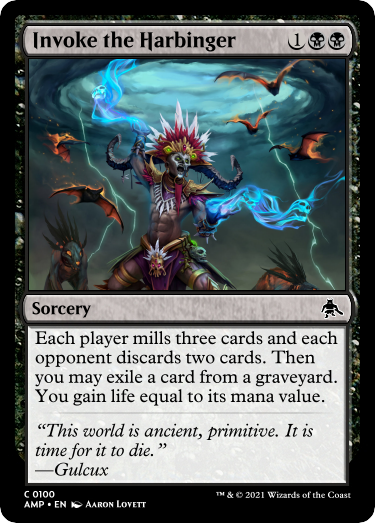 Invoke the Harbinger 1
Sorcery
Each player mills three cards and each
opponent discards two cards. Then
you may exile a card from a graveyard.
You gain life equal to its mana value.
“This world is ancient, primitive. It is
time for it to die.”
—Gulcux
C 0100
AMP • EN Aaron Lovett
™ & © 2021 Wizards of the Coast